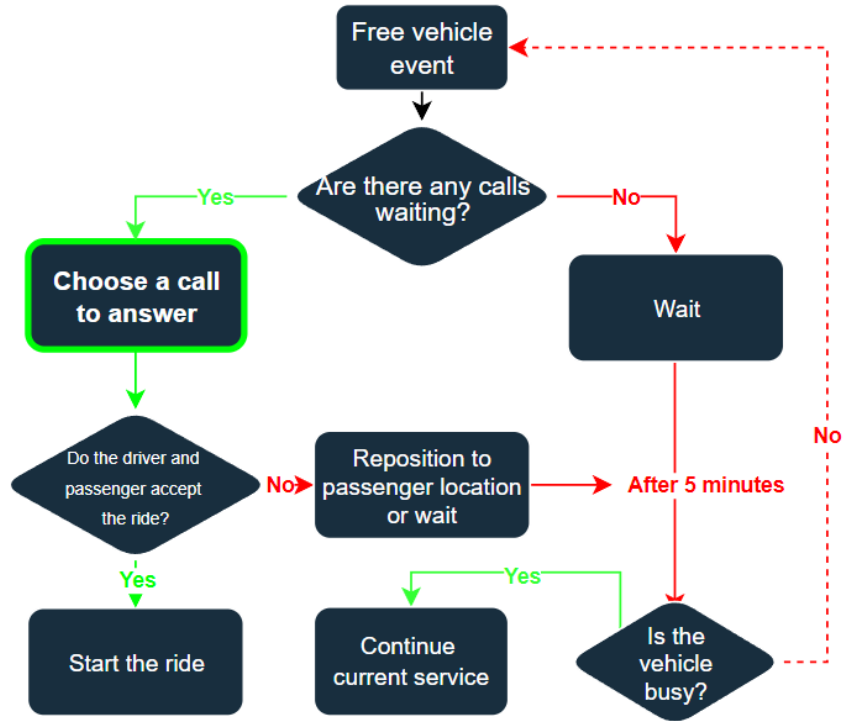 Free vehicle
event
Are there any calls
waiting?
Yes
No
Choose a call
to answer
Wait
Do the driver and
passenger accept
the ride?
No
Reposition to
passenger location
or wait
After 5 minutes
No
Yes
Start the ride
Yes
Continue
current service
Is the
vehicle
busy?